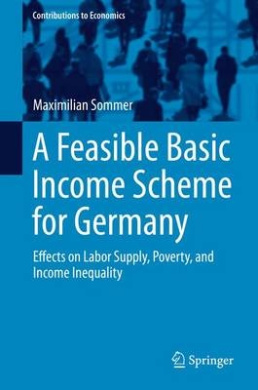 Contributions to Economics
Maximilian Sommer
A Feasible Basic
Income Scheme
for Germany
Effects on Labor Supply, Poverty, and
Income Inequality
Springer